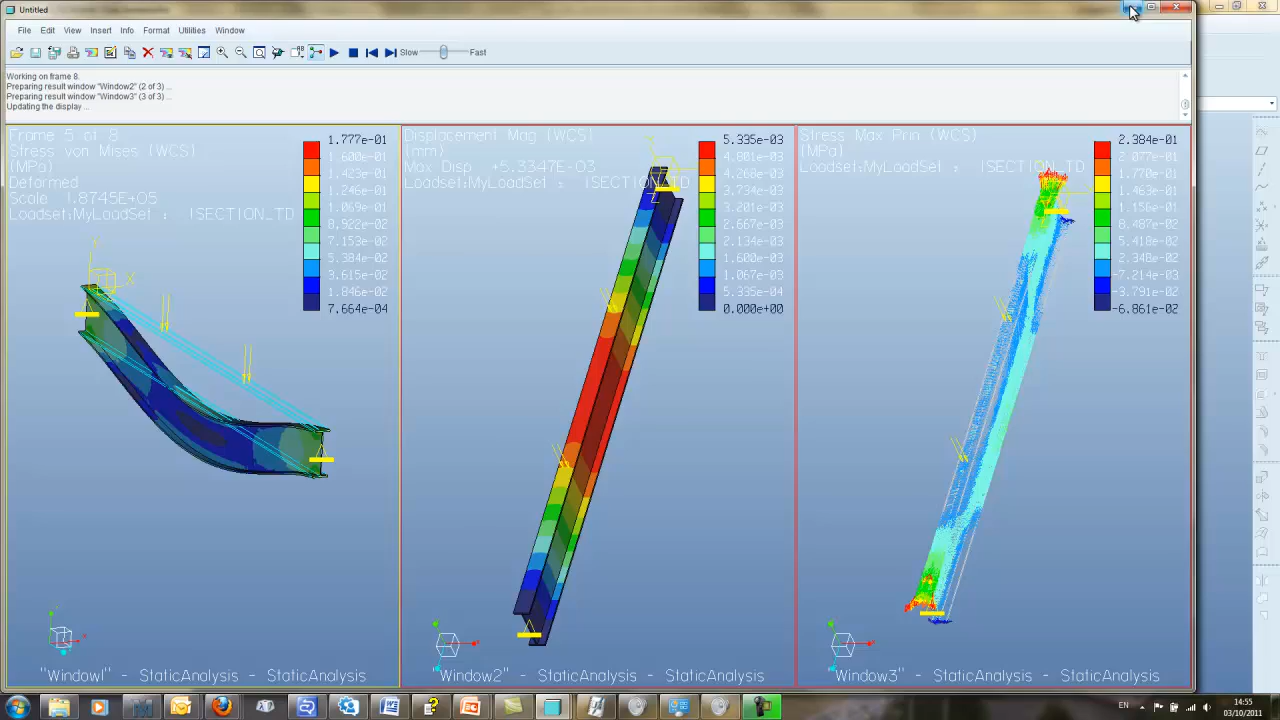 Untitled
File Edit View Insert Info Format Utilities Window
Slow Fast
Working on frame 8.
Preparing result window "Window2" (2 of 3) ...
Preparing result window "Window3" (3 of 3) ...
Updating the display ...
Frame 5 of 8
Stress von Mises (WCS)
(MPa)
Deformed
Scale 1.8745E+05
Loadset:MyLoadSet : ISECTION_TD
1.777e-01
1.600e-01
1.423e-01
1.246e-01
1.069e-01
8.922e-02
7.153e-02
5.384e-02
3.615e-02
1.846e-02
7.664e-04
X
"Window1" - StaticAnalysis - StaticAnalysis
Displacement Mag (WCS)
(mm)
Max Disp +5.3347E-03
Loadset:MyLoadSet : ISECTION_TD
5.335e-03
4.801e-03
4.268e-03
3.734e-03
3.201e-03
2.667e-03
2.134e-03
1.600e-03
1.067e-03
5.335e-04
0.000e+00
"Window2" - StaticAnalysis - StaticAnalysis
Stress Max Prin (WCS)
(MPa)
Loadset:MyLoadSet : ISECTION_TD
2.384e-01
2.077e-01
1.770e-01
1.463e-01
1.156e-01
8.487e-02
5.418e-02
2.348e-02
-7.214e-03
-3.791e-02
-6.861e-02
"Window3" - StaticAnalysis - StaticAnalysis
EN
14:55
03/10/2011